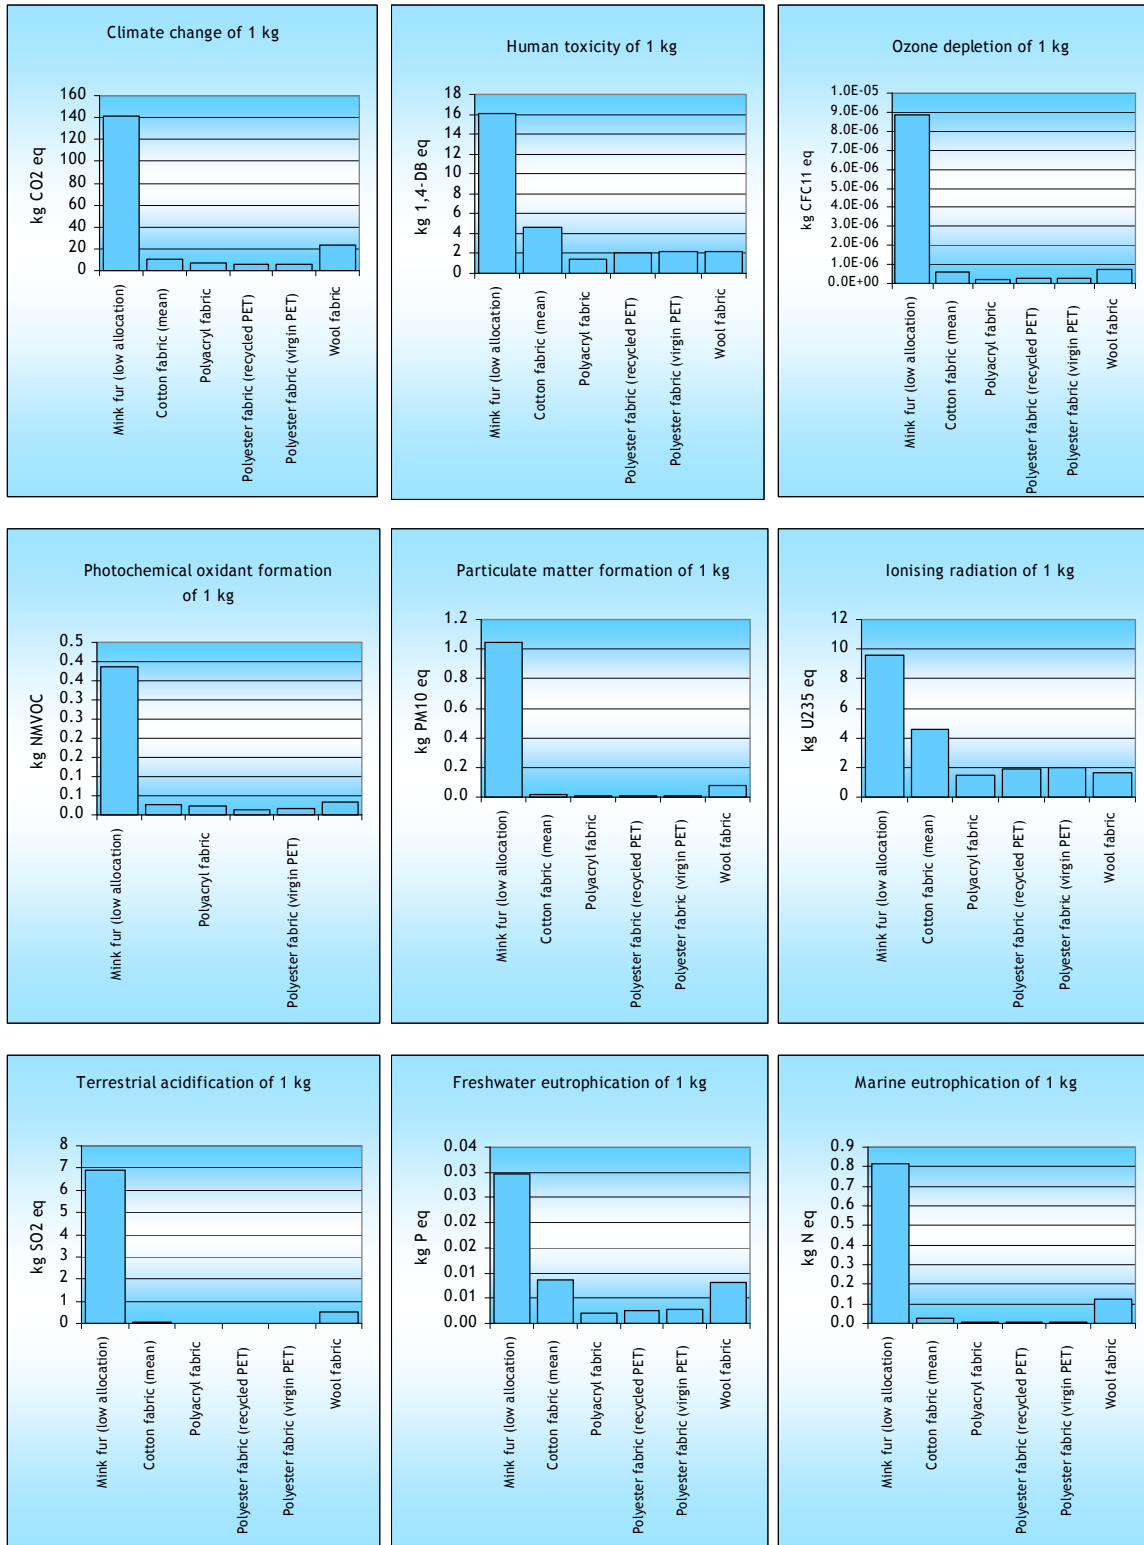 Climate change of 1 kg
kg CO2 eq
160
140
120
100
80
60
40
20
0
Mink fur (low allocation)
Cotton fabric (mean)
Polyacryl fabric
Polyester fabric (recycled PET)
Polyester fabric (virgin PET)
Wool fabric
Human toxicity of 1 kg
kg 1,4-DB eq
18
16
14
12
10
8
6
4
2
0
Mink fur (low allocation)
Cotton fabric (mean)
Polyacryl fabric
Polyester fabric (recycled PET)
Polyester fabric (virgin PET)
Wool fabric
Ozone depletion of 1 kg
kg CFC11 eq
1.0E-05
9.0E-06
8.0E-06
7.0E-06
6.0E-06
5.0E-06
4.0E-06
3.0E-06
2.0E-06
1.0E-06
0.0E+00
Mink fur (low allocation)
Cotton fabric (mean)
Polyacryl fabric
Polyester fabric (recycled PET)
Polyester fabric (virgin PET)
Wool fabric
Photochemical oxidant formation
of 1 kg
kg NMVOC
0.5
0.4
0.4
0.3
0.3
0.2
0.2
0.1
0.1
0.0
Mink fur (low allocation)
Polyacryl fabric
Polyester fabric (virgin PET)
Particulate matter formation of 1 kg
kg PM10 eq
1.2
1.0
0.8
0.6
0.4
0.2
0.0
Mink fur (low allocation)
Cotton fabric (mean)
Polyacryl fabric
Polyester fabric (recycled PET)
Polyester fabric (virgin PET)
Wool fabric
Ionising radiation of 1 kg
kg U235 eq
12
10
8
6
4
2
0
Mink fur (low allocation)
Cotton fabric (mean)
Polyacryl fabric
Polyester fabric (recycled PET)
Polyester fabric (virgin PET)
Wool fabric
Terrestrial acidification of 1 kg
kg SO2 eq
8
7
6
5
4
3
2
1
0
Mink fur (low allocation)
Cotton fabric (mean)
Polyacryl fabric
Polyester fabric (recycled PET)
Polyester fabric (virgin PET)
Wool fabric
Freshwater eutrophication of 1 kg
kg P eq
0.04
0.03
0.03
0.02
0.02
0.01
0.01
0.00
Mink fur (low allocation)
Cotton fabric (mean)
Polyacryl fabric
Polyester fabric (recycled PET)
Polyester fabric (virgin PET)
Wool fabric
Marine eutrophication of 1 kg
kg N eq
0.9
0.8
0.7
0.6
0.5
0.4
0.3
0.2
0.1
0.0
Mink fur (low allocation)
Cotton fabric (mean)
Polyacryl fabric
Polyester fabric (recycled PET)
Polyester fabric (virgin PET)
Wool fabric